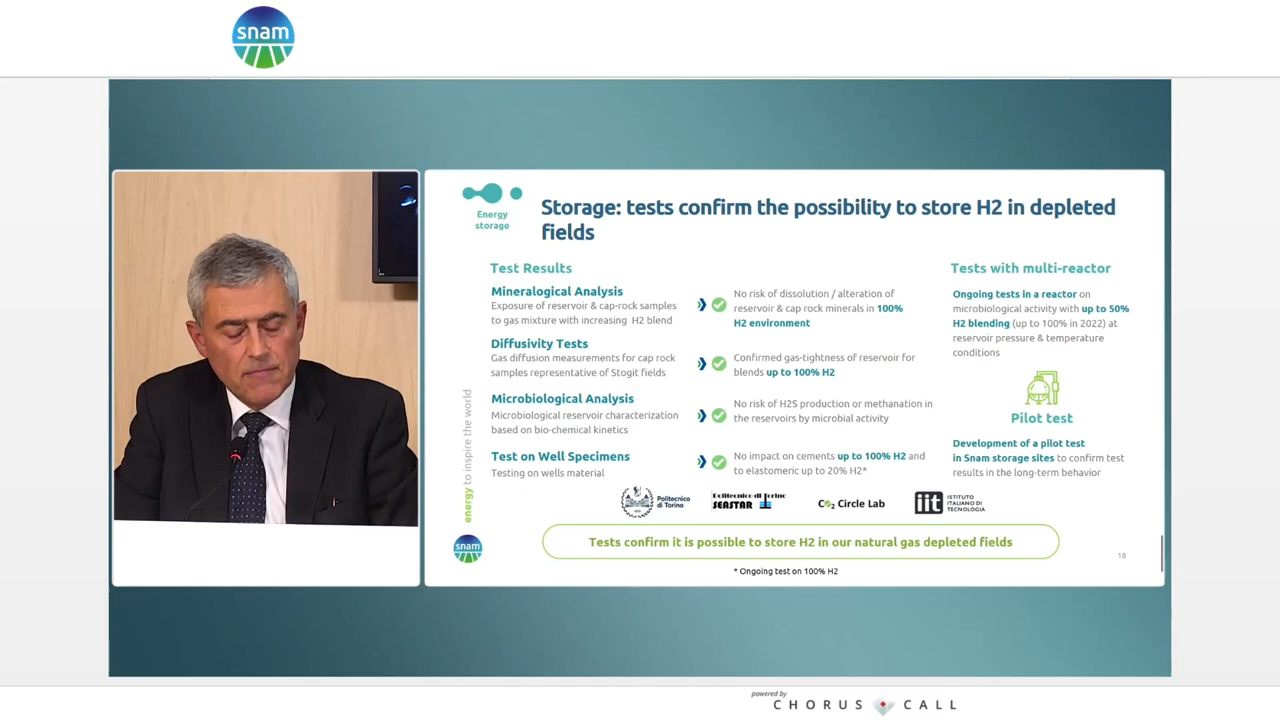 snam
Energy
storage
Storage: tests confirm the possibility to store H2 in depleted
fields
Test Results
Mineralogical Analysis
Exposure of reservoir & cap-rock samples
to gas mixture with increasing H2 blend
No risk of dissolution / alteration of
reservoir & cap rock minerals in 100%
H2 environment
Diffusivity Tests
Gas diffusion measurements for cap rock
samples representative of Stogit fields
Confirmed gas-tightness of reservoir for
blends up to 100% H2
Microbiological Analysis
Microbiological reservoir characterization
based on bio-chemical kinetics
No risk of H2S production or methanation in
the reservoirs by microbial activity
Test on Well Specimens
Testing on wells material
No impact on cements up to 100% H2 and
to elastomeric up to 20% H2*
Tests with multi-reactor
Ongoing tests in a reactor on
microbiological activity with up to 50%
H2 blending (up to 100% in 2022) at
reservoir pressure & temperature
conditions
Pilot test
Development of a pilot test
in Snam storage sites to confirm test
results in the long-term behavior
energy to inspire the world
Politecnico
di Torino
Politecnico di Torino
SEASTAR
CO2 Circle Lab
iit
ISTITUTO
ITALIANO DI
TECNOLOGIA
snam
Tests confirm it is possible to store H2 in our natural gas depleted fields
18
* Ongoing test on 100% H2
powered by
CHORUS CALL